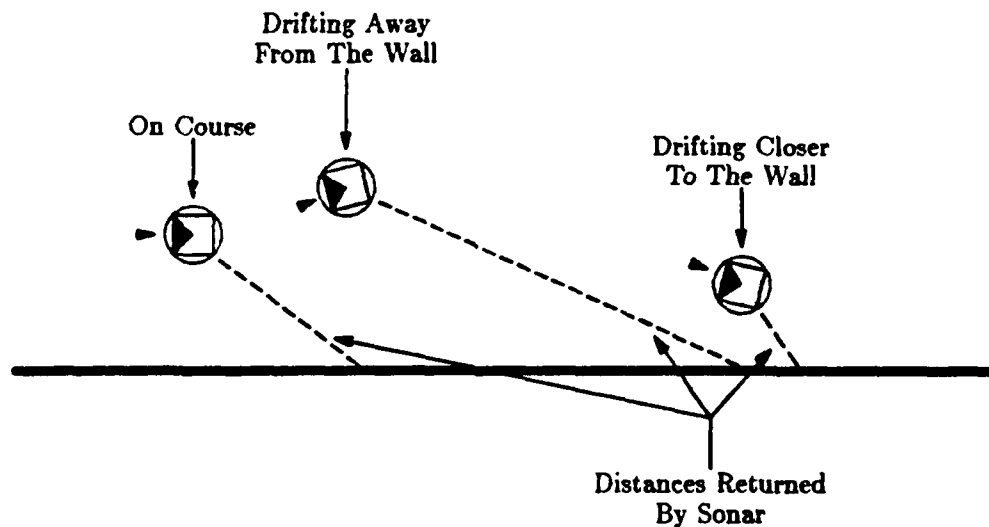 Drifting Away
From The Wall
On Course
Drifting Closer
To The Wall
Distances Returned
By Sonar